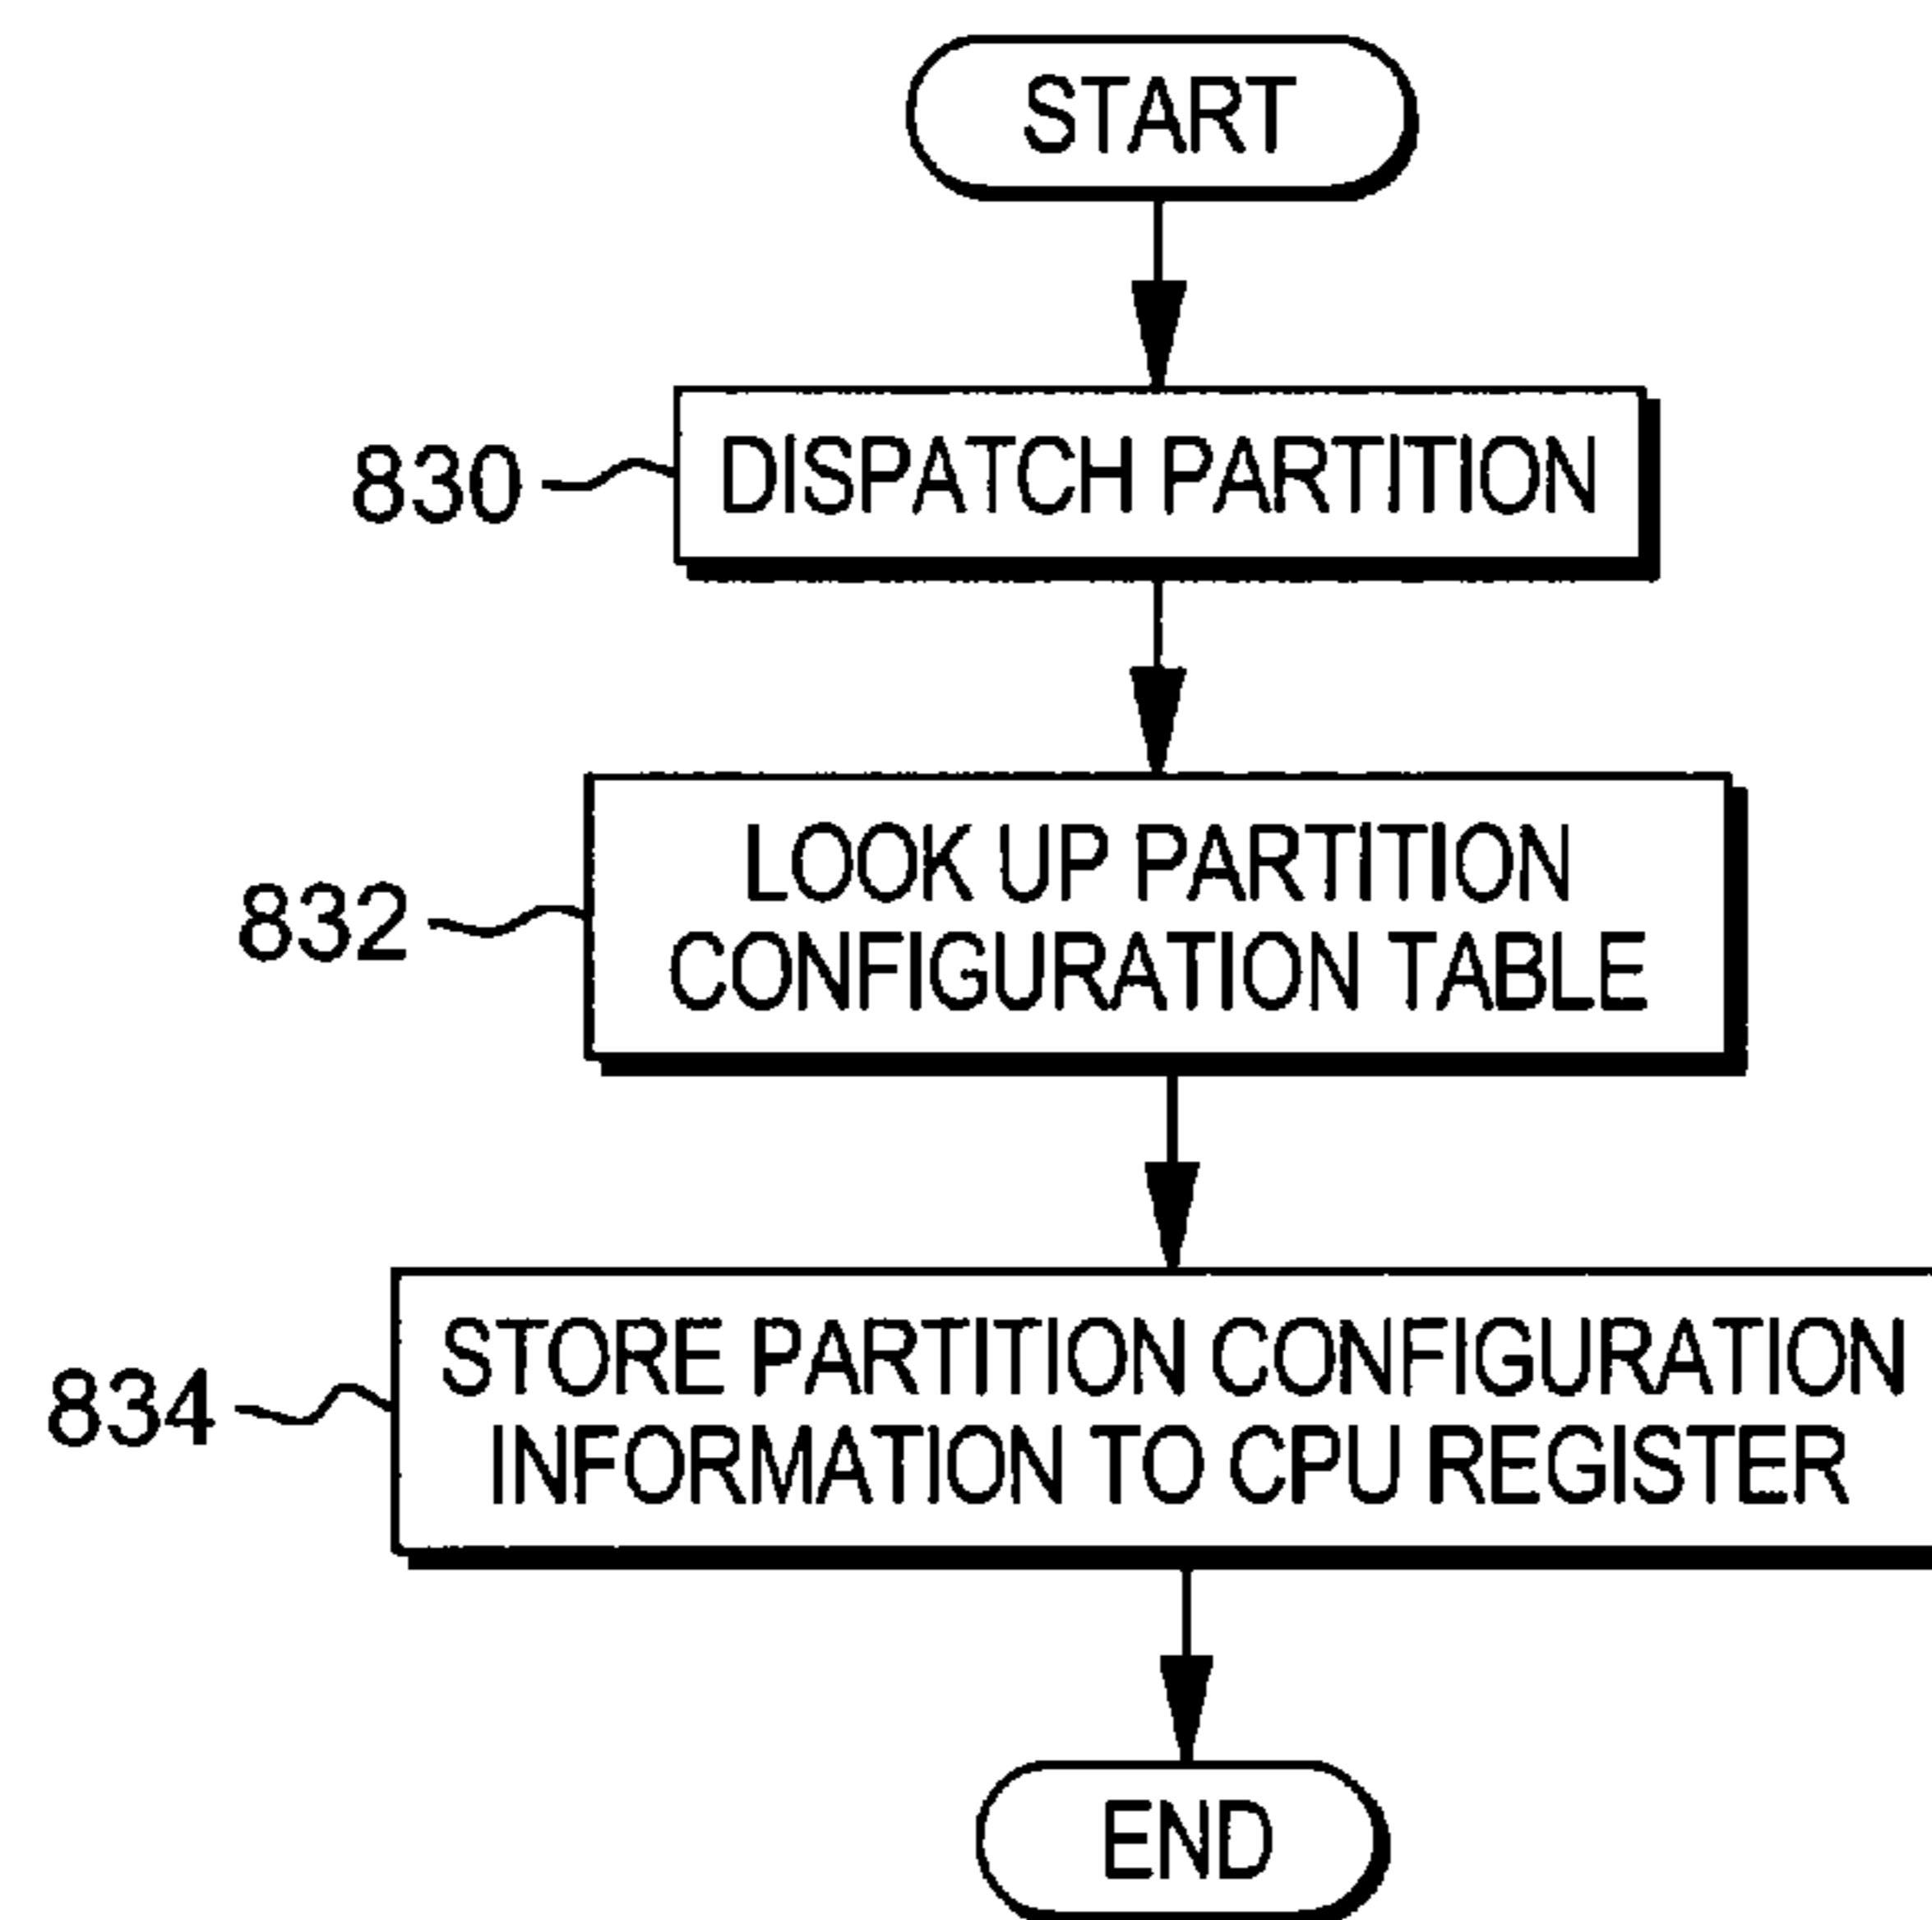 START
830
DISPATCH PARTITION
832
LOOK UP PARTITION
CONFIGURATION TABLE
834
STORE PARTITION CONFIGURATION
INFORMATION TO CPU REGISTER
END